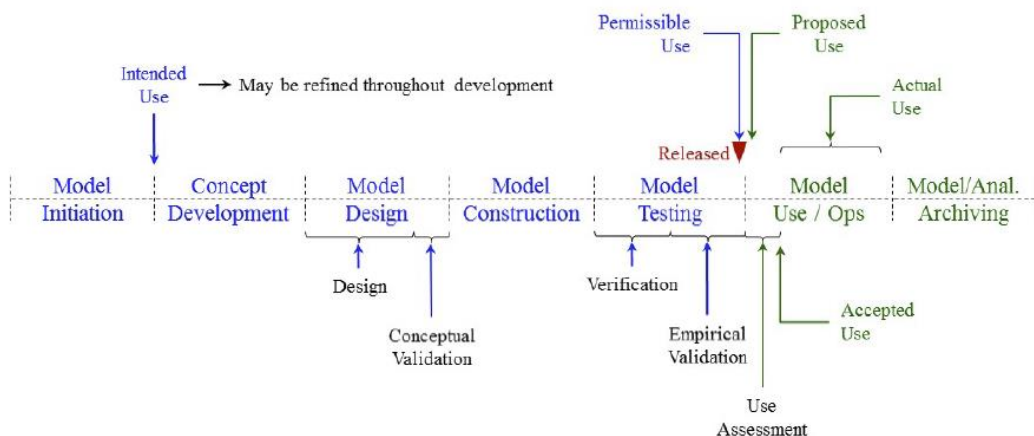 Permissible
Use
Proposed
Use
Intended
Use
May be refined throughout development
Actual
Use
Released
Model
Initiation
Concept
Development
Model
Design
Model
Construction
Model
Testing
Model
Use / Ops
Model/Anal.
Archiving
Design
Conceptual
Validation
Verification
Empirical
Validation
Accepted
Use
Use
Assessment